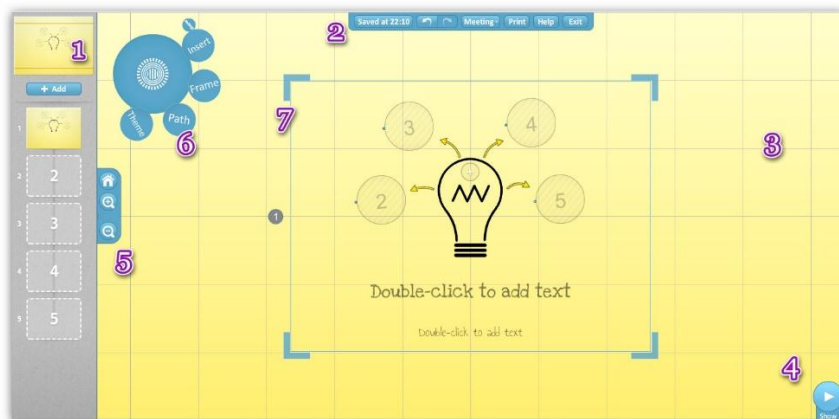 1
+ Add
1
2
2
3
3
4
4
5
5
Insert
Frame
Path
Theme
6
2
Saved at 22:10
Meeting
Print
Help
Exit
7
3
4
2
5
1
Double-click to add text
Double-click to add text
3
5
4
Show